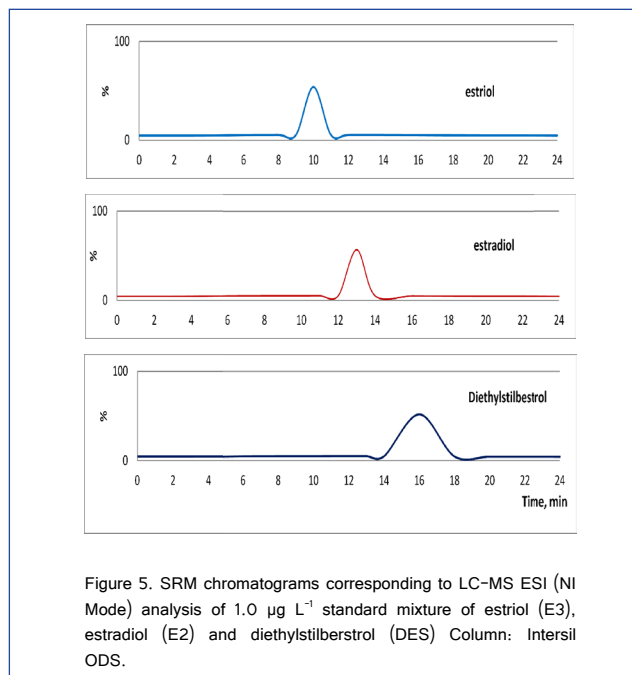 100
%
estriol
0
0 2 4 6 8 10 12 14 16 18 20 22 24
100
%
estradiol
0
0 2 4 6 8 10 12 14 16 18 20 22 24
100
%
Diethylstilbestrol
0
0 2 4 6 8 10 12 14 16 18 20 22 24
Time, min
Figure 5. SRM chromatograms corresponding to LC-MS ESI (NI
Mode) analysis of 1.0 µg L⁻¹ standard mixture of estriol (E3),
estradiol (E2) and diethylstilberstrol (DES) Column: Intersil
ODS.